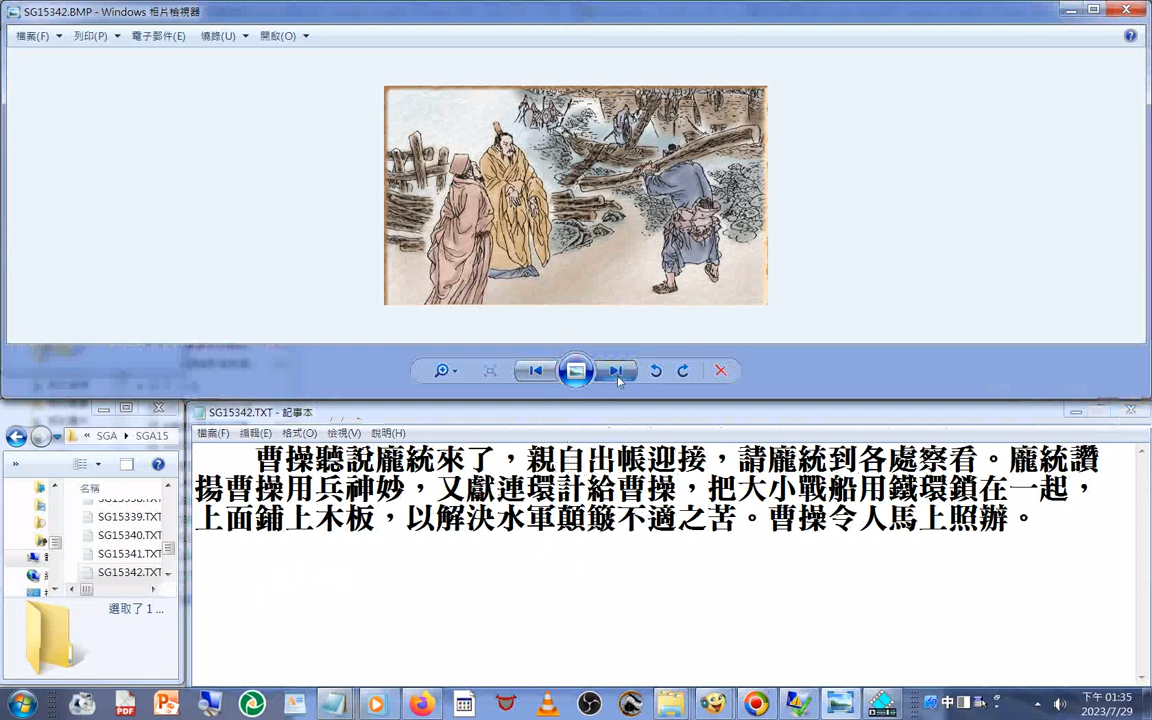 SG15342.BMP - Windows 相片檢視器
檔案(F) 列印(P) 電子郵件(E) 燒錄(U) 開啟(O)
SG15342.TXT - 記事本
« SGA ▸ SGA15
檔案(F) 編輯(E) 格式(O) 檢視(V) 說明(H)
曹操聽說龐統來了，親自出帳迎接，請龐統到各處察看。龐統讚
揚曹操用兵神妙，又獻連環計給曹操，把大小戰船用鐵環鎖在一起，
上面鋪上木板，以解決水軍顛簸不適之苦。曹操令人馬上照辦。
»
名稱
SG15339.TXT
SG15340.TXT
SG15341.TXT
SG15342.TXT
選取了 1 ...
PDF
中
下午 01:35
2023/7/29